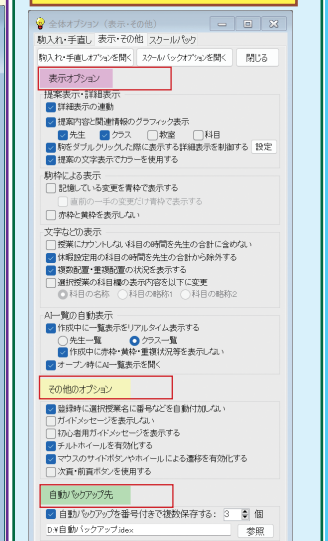 全体オプション（表示・その他）
駒入れ・手直し 表示・その他 スクールパック
駒入れ・手直しオプションを開く スクールパックオプションを開く 閉じる
表示オプション
提案表示・詳細表示
詳細表示の連動
提案内容と関連情報のグラフィック表示
先生 クラス 教室 科目
駒をダブルクリックした際に表示する詳細表示を制御する 設定
提案の文字表示でカラーを使用する
駒枠による表示
記憶している変更を青枠で表示する
直前の一手の変更だけ青枠で表示する
赤枠と黄枠を表示しない
文字などの表示
授業にカウントしない科目の時間を先生の合計に含めない
休暇設定用の科目の時間を先生の合計から除外する
複数配置・重複配置の状況を表示する
選択授業の科目欄の表示内容を以下に変更
科目の名称 科目の略称1 科目の略称2
AI一覧の自動表示
作成中に一覧表示をリアルタイム表示する
先生一覧 クラス一覧
作成中に赤枠・黄枠・重複状況等を表示しない
オープン時にAI一覧表示を開く
その他のオプション
登録時に選択授業名に番号などを自動付加しない
ガイドメッセージを表示しない
初心者用ガイドメッセージを表示する
チルトホイールを有効化する
マウスのサイドボタンやホイールによる遷移を有効化する
次頁・前頁ボタンを使用する
自動バックアップ先
自動バックアップを番号付きで複数保存する： 3 個
D:¥自動バックアップ.idex 参照